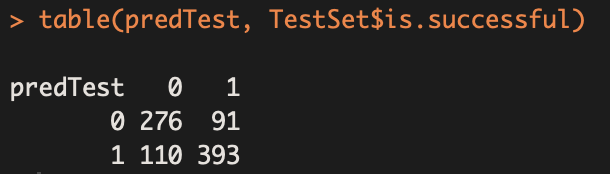 > table(predTest, TestSet$is.successful)
predTest 0 1
0 276 91
1 110 393